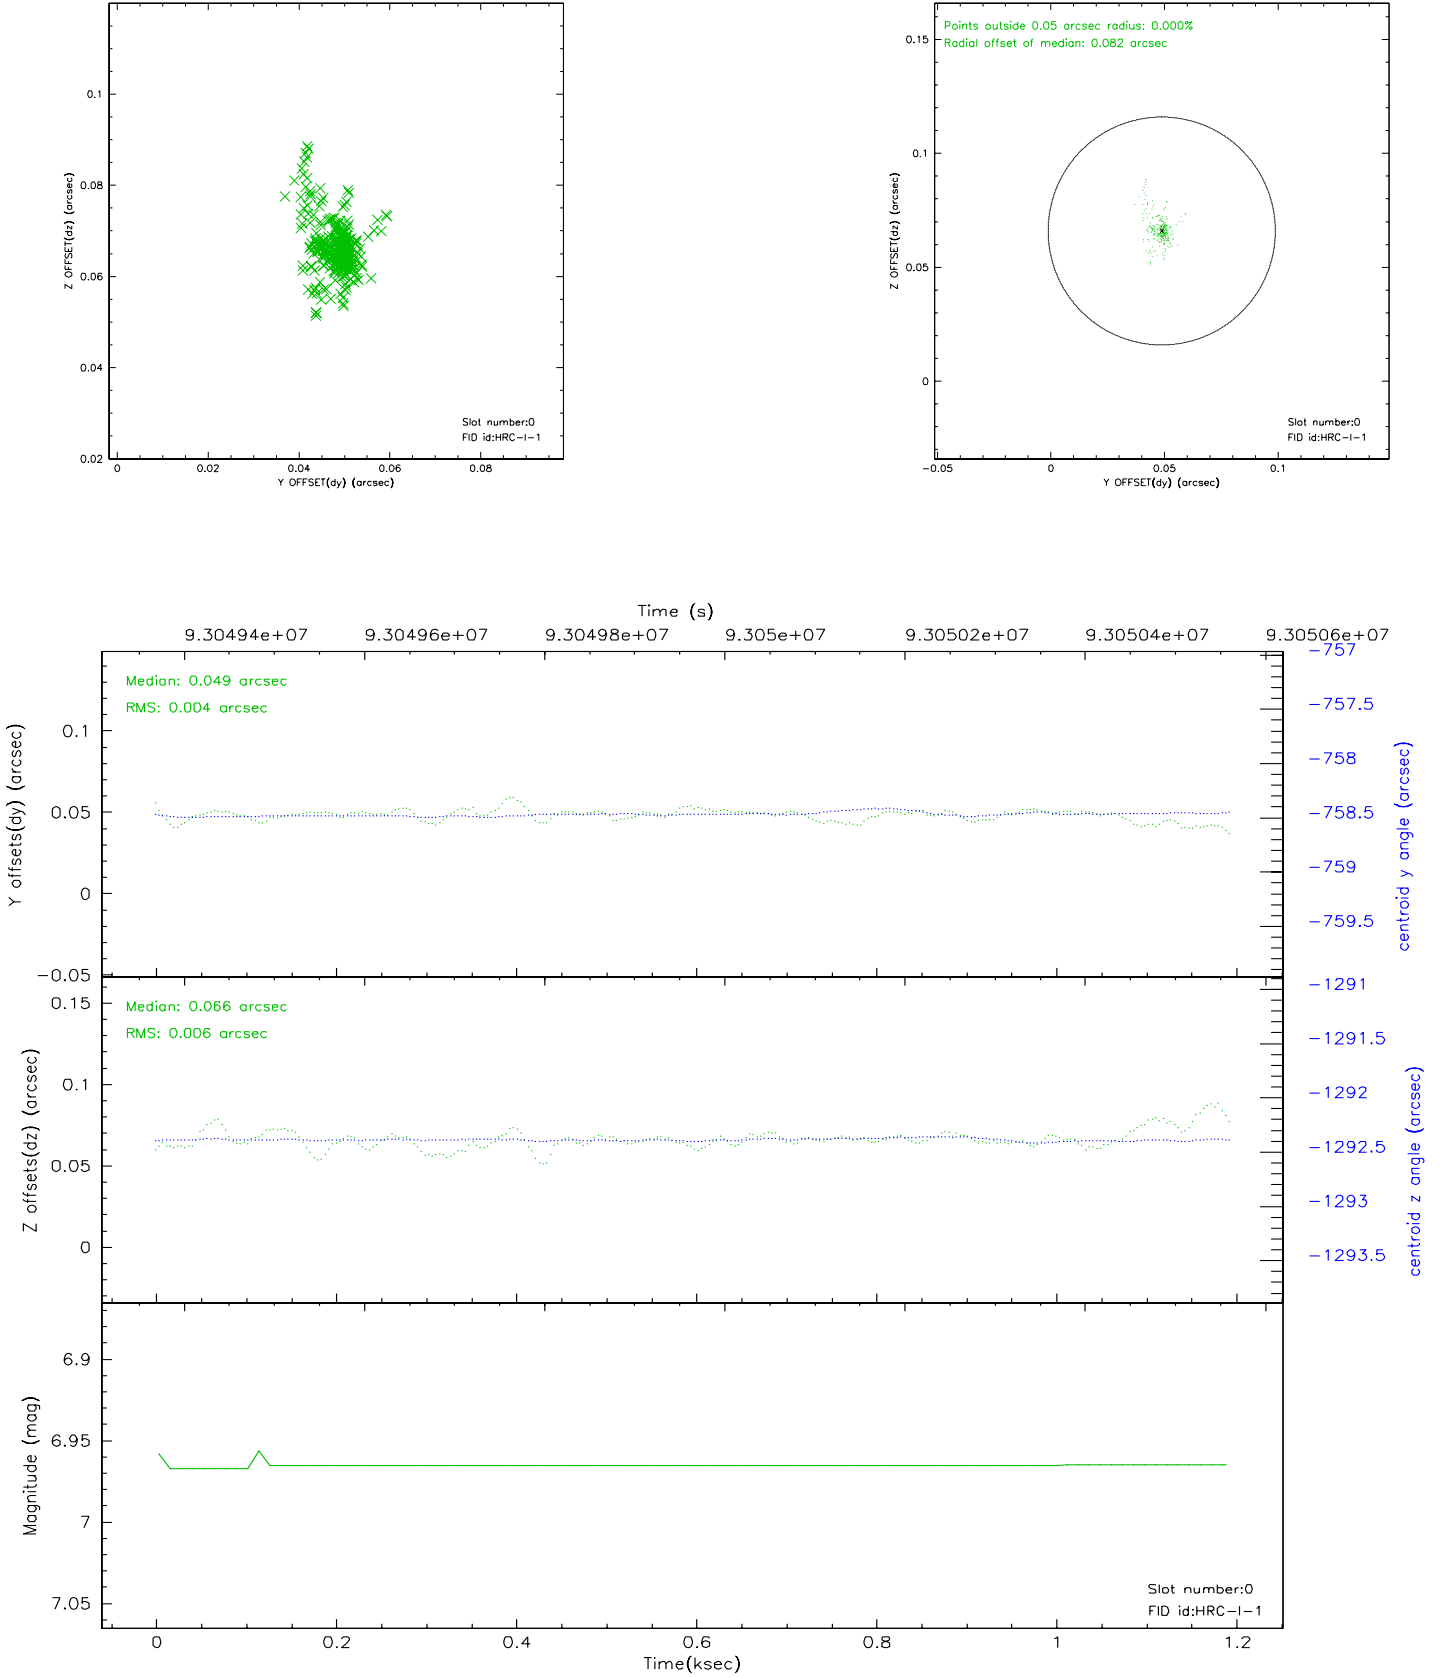 0.1
0.08
0.06
0.04
0.02
Z OFFSET(dz) (arcsec)
0
0.02
0.04
0.06
0.08
Y OFFSET(dy) (arcsec)
Slot number:0
FID id:HRC-I-1
Points outside 0.05 arcsec radius: 0.000%
Radial offset of median: 0.082 arcsec
0.15
0.1
0.05
0
Z OFFSET(dz) (arcsec)
-0.05
0
0.05
0.1
Y OFFSET(dy) (arcsec)
Slot number:0
FID id:HRC-I-1
Time (s)
9.30494e+07
9.30496e+07
9.30498e+07
9.305e+07
9.30502e+07
9.30504e+07
9.30506e+07
Median: 0.049 arcsec
RMS: 0.004 arcsec
0.1
0.05
0
-0.05
Y offsets(dy) (arcsec)
-757
-757.5
-758
-758.5
-759
-759.5
centroid y angle (arcsec)
Median: 0.066 arcsec
RMS: 0.006 arcsec
0.15
0.1
0.05
0
Z offsets(dz) (arcsec)
-1291
-1291.5
-1292
-1292.5
-1293
-1293.5
centroid z angle (arcsec)
6.9
6.95
7
7.05
Magnitude (mag)
Slot number:0
FID id:HRC-I-1
0
0.2
0.4
0.6
0.8
1
1.2
Time(ksec)